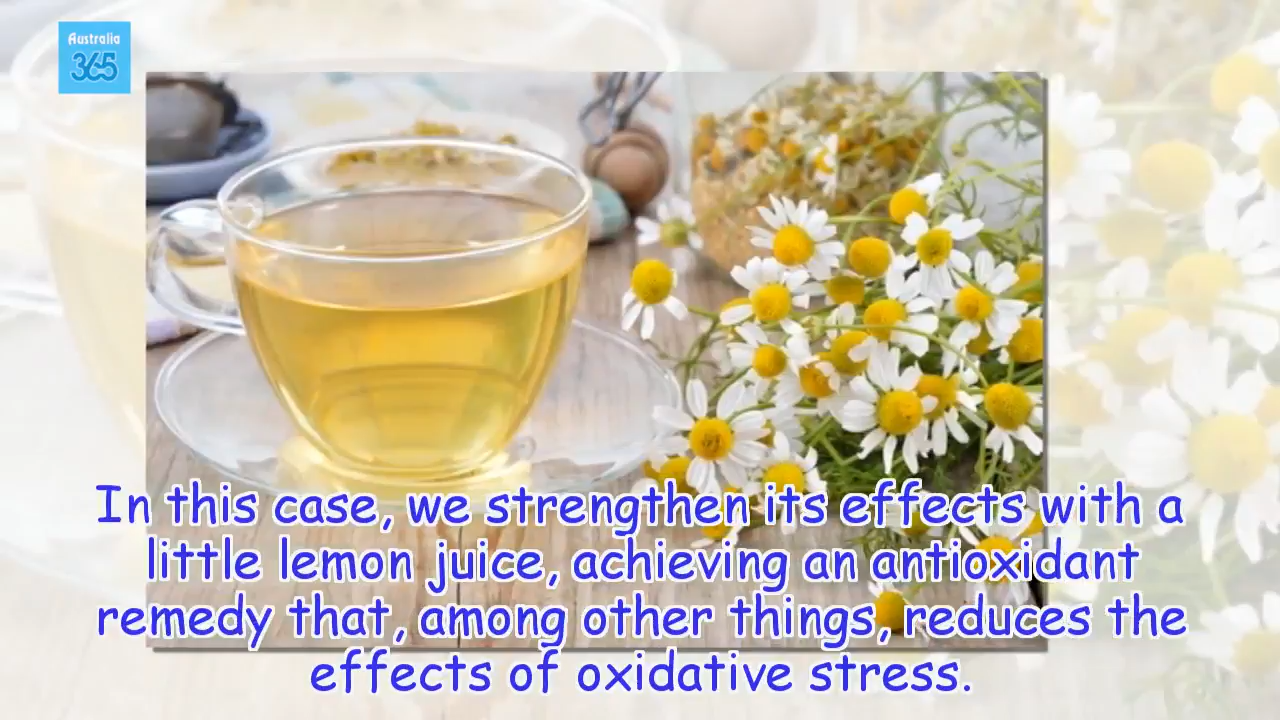 Australia
365
In this case, we strengthen its effects with a
little lemon juice, achieving an antioxidant
remedy that, among other things, reduces the
effects of oxidative stress.